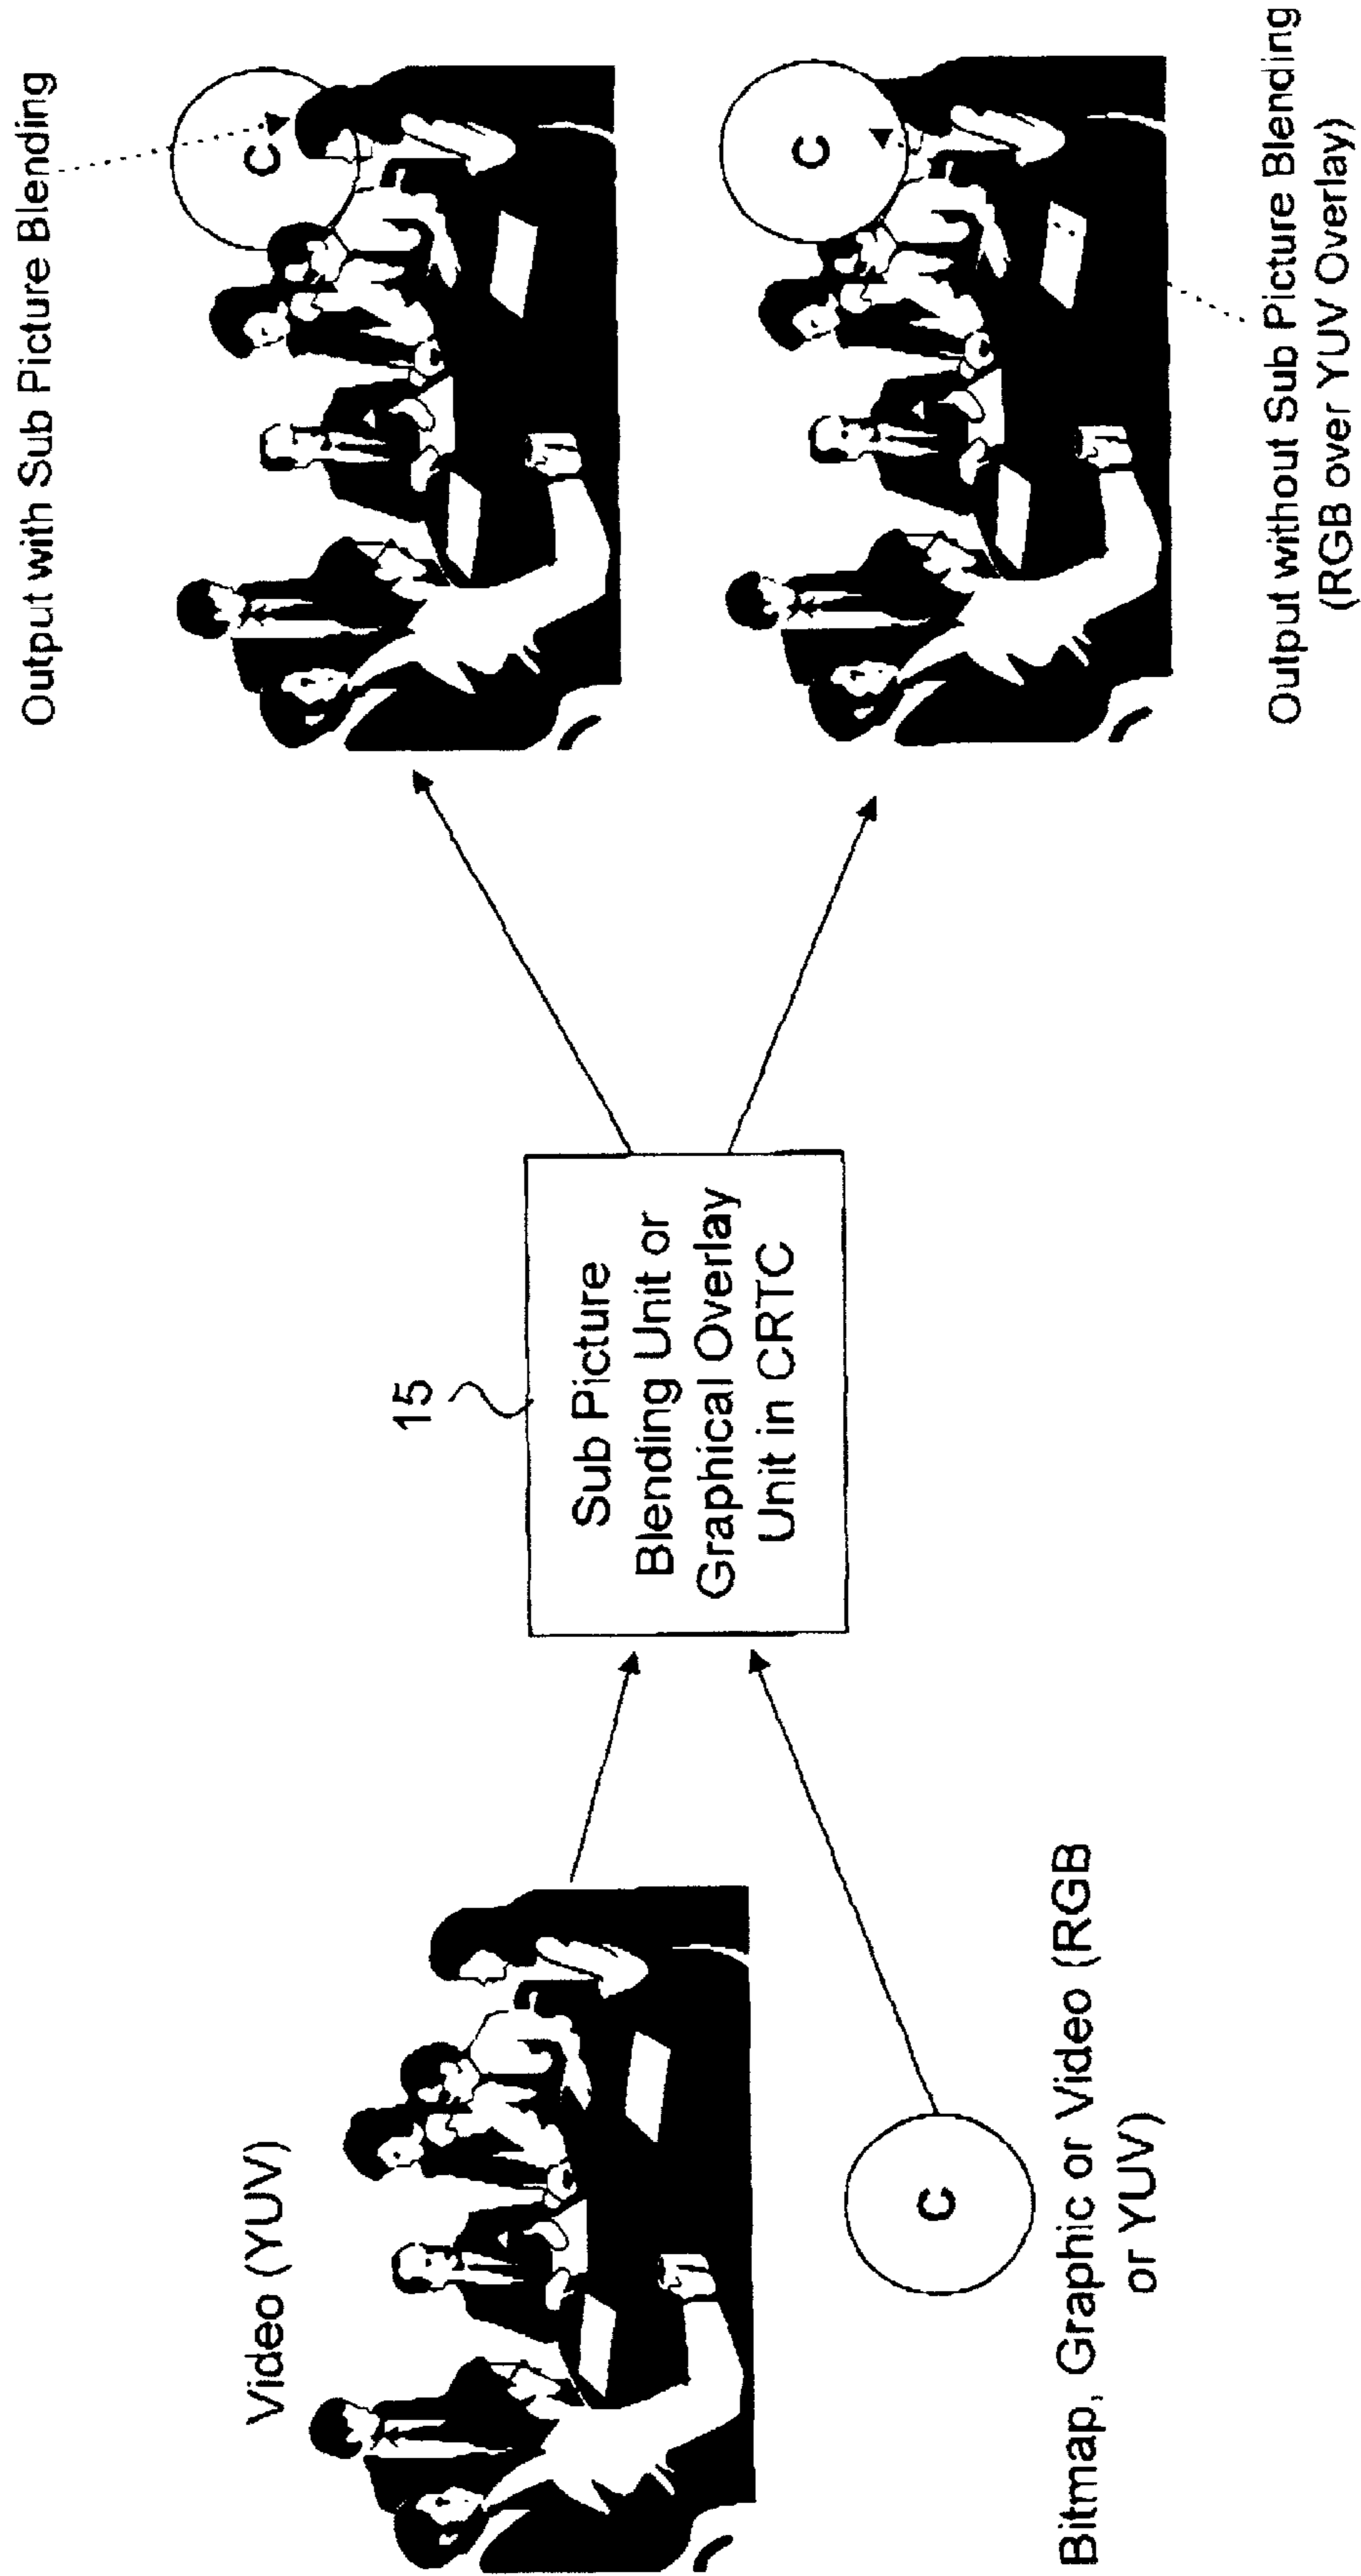 Video (YUV)
C
Bitmap, Graphic or Video (RGB
or YUV)
15
Sub Picture
Blending Unit or
Graphical Overlay
Unit in CRTC
Output with Sub Picture Blending
C
C
Output without Sub Picture Blending
(RGB over YUV Overlay)